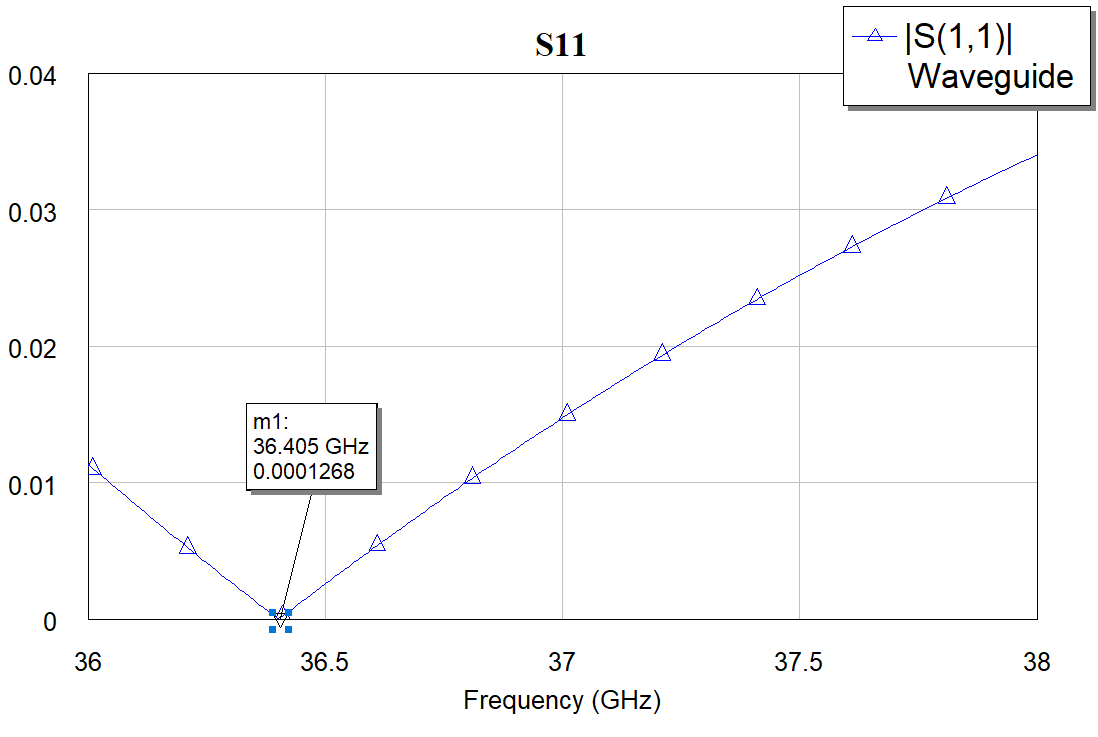 S11
|S(1,1)|
Waveguide
0.04
0.03
0.02
0.01
0
m1:
36.405 GHz
0.0001268
36
36.5
37
37.5
38
Frequency (GHz)